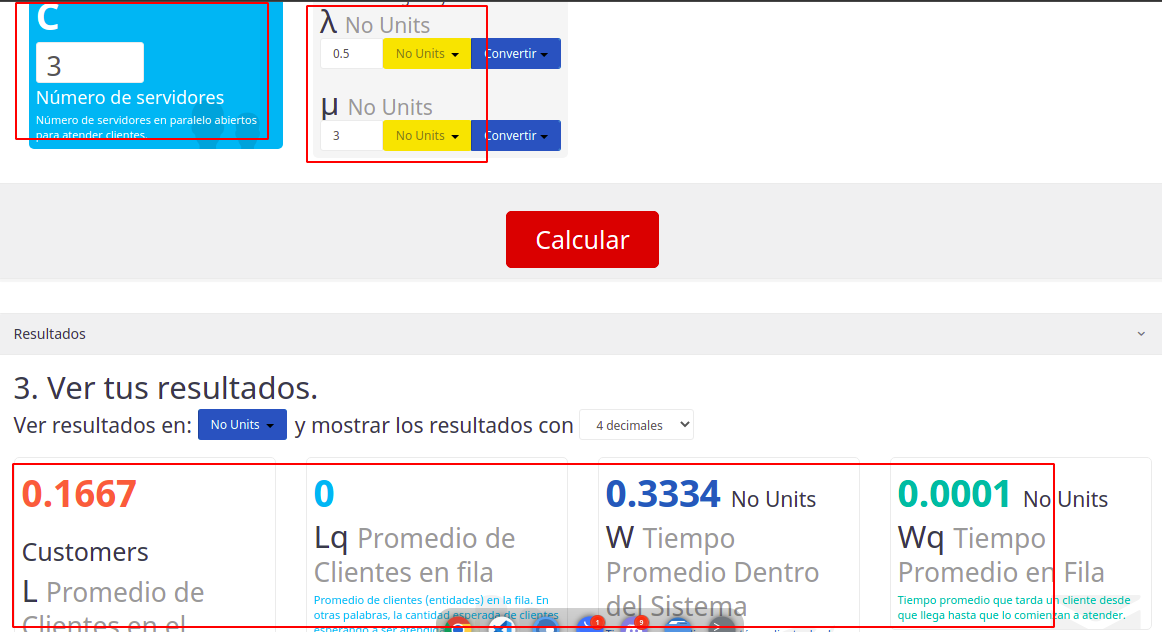 C
3
Número de servidores
Número de servidores en paralelo abiertos
para atender clientes.
λ No Units
0.5 No Units Convertir
μ No Units
3 No Units Convertir
Calcular
Resultados
3. Ver tus resultados.
Ver resultados en: No Units y mostrar los resultados con 4 decimales
0.1667
Customers
L Promedio de
Clientes en el
0
Lq Promedio de
Clientes en fila
Promedio de clientes (entidades) en la fila. En
otras palabras, la cantidad esperada de clientes
esperando a ser
0.3334 No Units
W Tiempo
Promedio Dentro
del Sistema
0.0001 No Units
Wq Tiempo
Promedio en Fila
Tiempo promedio que tarda un cliente desde
que llega hasta que lo comienzan a atender.
1
9